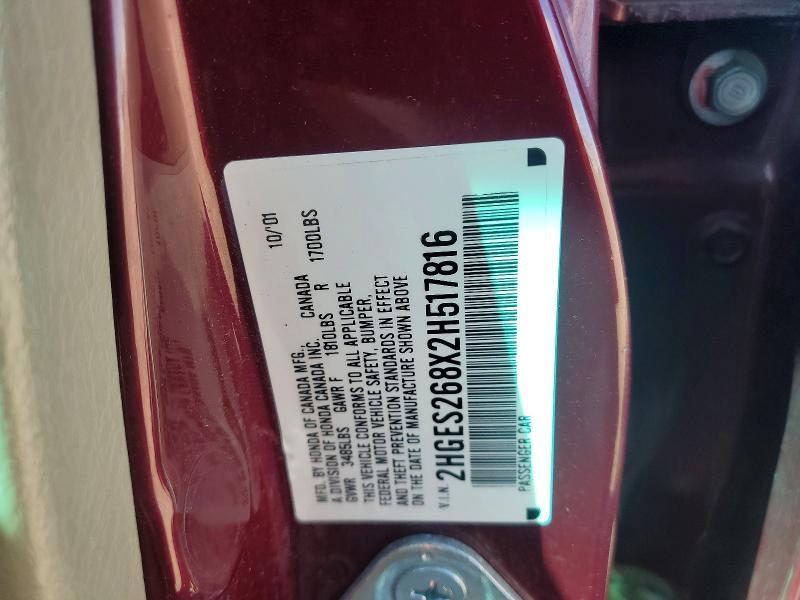 MFD. BY HONDA OF CANADA MFG., CANADA 10/01
A DIVISION OF HONDA CANADA INC.
GVWR 3485LBS GAWR F 1810LBS R 1700LBS
THIS VEHICLE CONFORMS TO ALL APPLICABLE
FEDERAL MOTOR VEHICLE SAFETY, BUMPER,
AND THEFT PREVENTION STANDARDS IN EFFECT
ON THE DATE OF MANUFACTURE SHOWN ABOVE
V.I.N. 2HGES268X2H517816
PASSENGER CAR